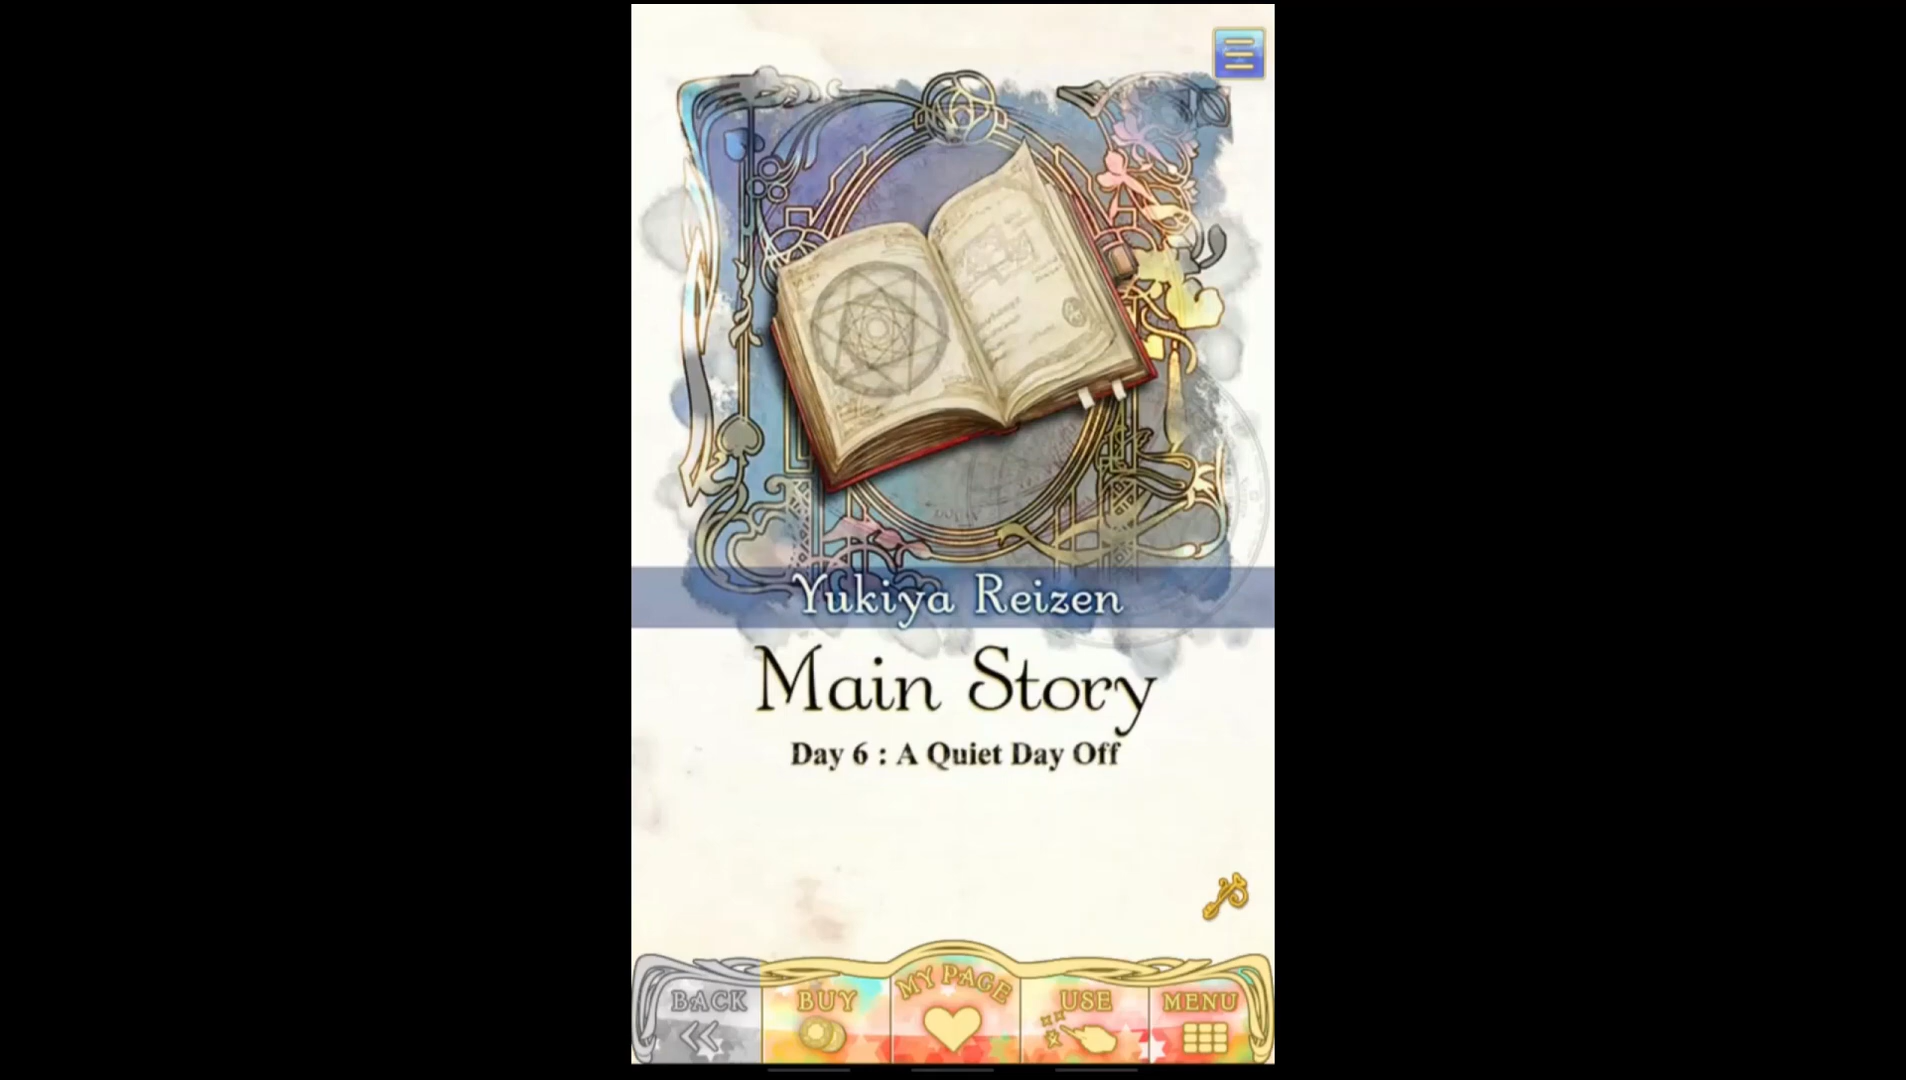 Yukiya Reizen
Main Story
Day 6 : A Quiet Day Off
BACK
BUY
MY PAGE
USE
MENU